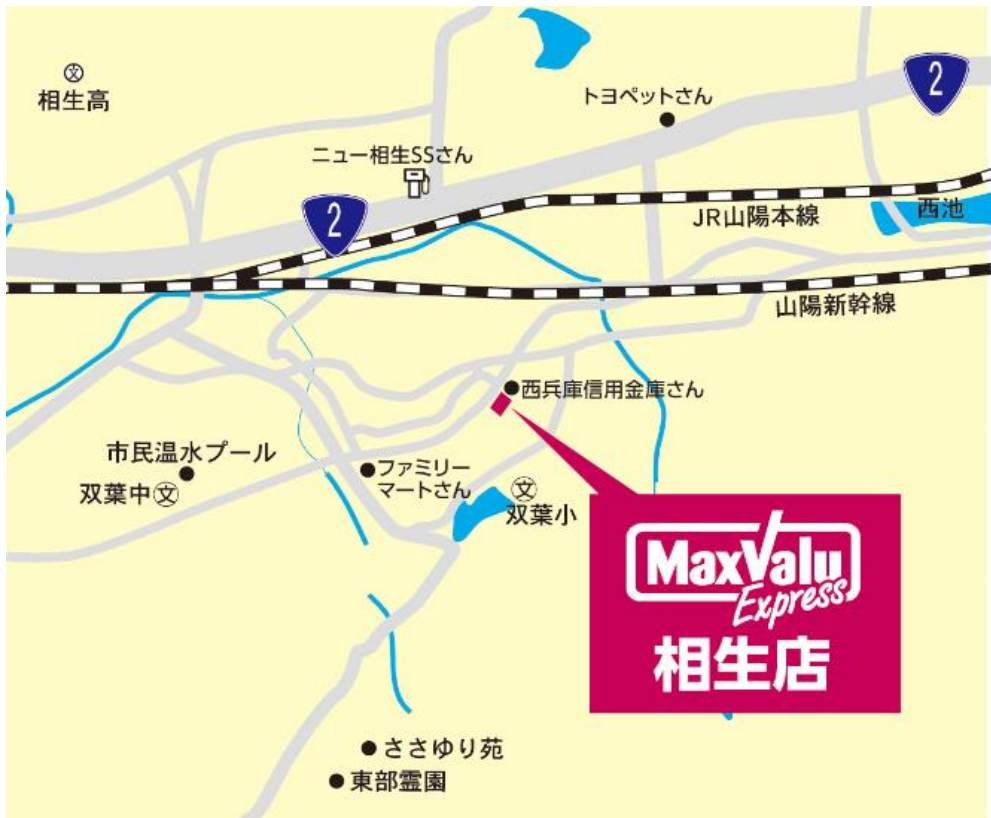 文
相生高
トヨペットさん
2
ニュー相生SSさん
2
JR山陽本線
西池
山陽新幹線
西兵庫信用金庫さん
市民温水プール
双葉中文
ファミリー
マートさん
文
双葉小
MaxValu
Express
相生店
ささゆり苑
東部霊園